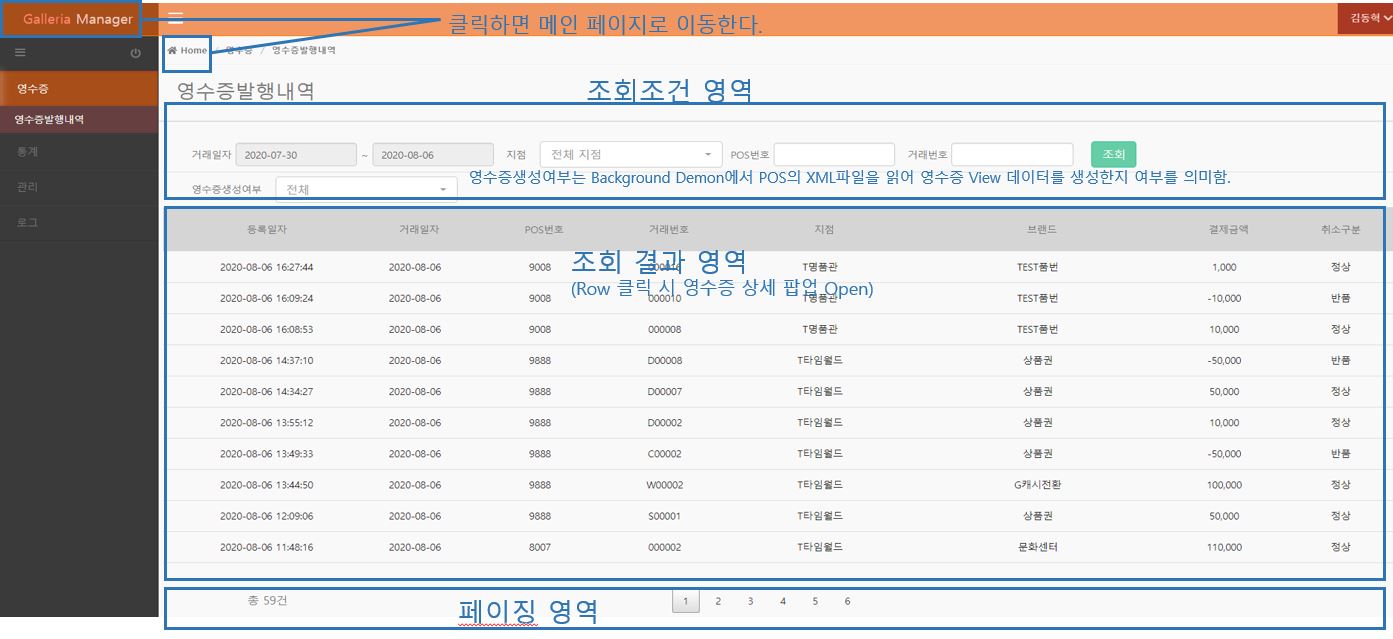 Galleria Manager
클릭하면 메인 페이지로 이동한다.
김동혁
Home / 영수증 / 영수증발행내역
영수증
영수증발행내역
통계
관리
로그
영수증발행내역
조회조건 영역
거래일자 2020-07-30 ~ 2020-08-06 지점 전체 지점 POS번호 거래번호 조회
영수증생성여부 전체
영수증생성여부는 Background Demon에서 POS의 XML파일을 읽어 영수증 View 데이터를 생성한지 여부를 의미함.
등록일자 거래일자 POS번호 거래번호 지점 브랜드 결제금액 취소구분
조회 결과 영역
(Row 클릭 시 영수증 상세 팝업 Open)
2020-08-06 16:27:44 2020-08-06 9008 T명품관 TEST품번 1,000 정상
2020-08-06 16:09:24 2020-08-06 9008 000010 T명품관 TEST품번 -10,000 반품
2020-08-06 16:08:53 2020-08-06 9008 000008 T명품관 TEST품번 10,000 정상
2020-08-06 14:37:10 2020-08-06 9888 D00008 T타임월드 상품권 -50,000 반품
2020-08-06 14:34:27 2020-08-06 9888 D00007 T타임월드 상품권 50,000 정상
2020-08-06 13:55:12 2020-08-06 9888 D00002 T타임월드 상품권 10,000 정상
2020-08-06 13:49:33 2020-08-06 9888 C00002 T타임월드 상품권 -50,000 반품
2020-08-06 13:44:50 2020-08-06 9888 W00002 T타임월드 G캐시전환 100,000 정상
2020-08-06 12:09:06 2020-08-06 9888 S00001 T타임월드 상품권 50,000 정상
2020-08-06 11:48:16 2020-08-06 8007 000002 T타임월드 문화센터 110,000 정상
총 59건
페이징 영역
1 2 3 4 5 6